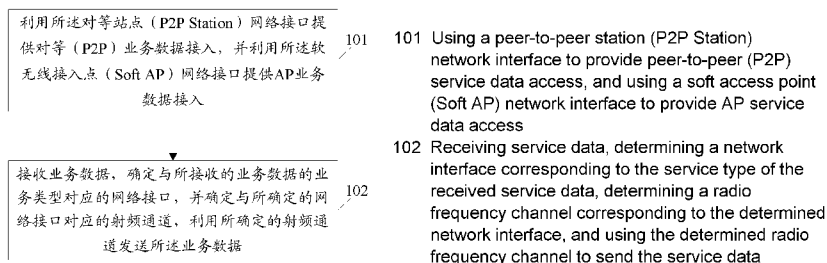 利用所述对等站点（P2P Station）网络接口提
供对等（P2P）业务数据接入，并利用所述软
无线接入点（Soft AP）网络接口提供AP业务
数据接入
101
接收业务数据，确定与所接收的业务数据的业
务类型对应的网络接口，并确定与所确定的网
络接口对应的射频通道，利用所确定的射频通
道发送所述业务数据
102
101 Using a peer-to-peer station (P2P Station)
network interface to provide peer-to-peer (P2P)
service data access, and using a soft access point
(Soft AP) network interface to provide AP service
data access
102 Receiving service data, determining a network
interface corresponding to the service type of the
received service data, determining a radio
frequency channel corresponding to the determined
network interface, and using the determined radio
frequency channel to send the service data